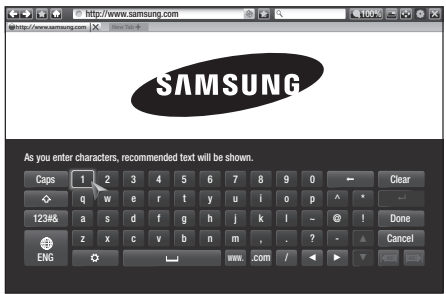 http://www.samsung.com 100%
http://www.samsung.com New Tab
SAMSUNG
As you enter characters, recommended text will be shown.
Caps 1 2 3 4 5 6 7 8 9 0 ← Clear
q w e r t y u i o p ^ *
123#& a s d f g h j k l ~ @ ! Done
z x c v b n m , . ? - ▲ Cancel
ENG www. .com / ◀ ▶ ▼